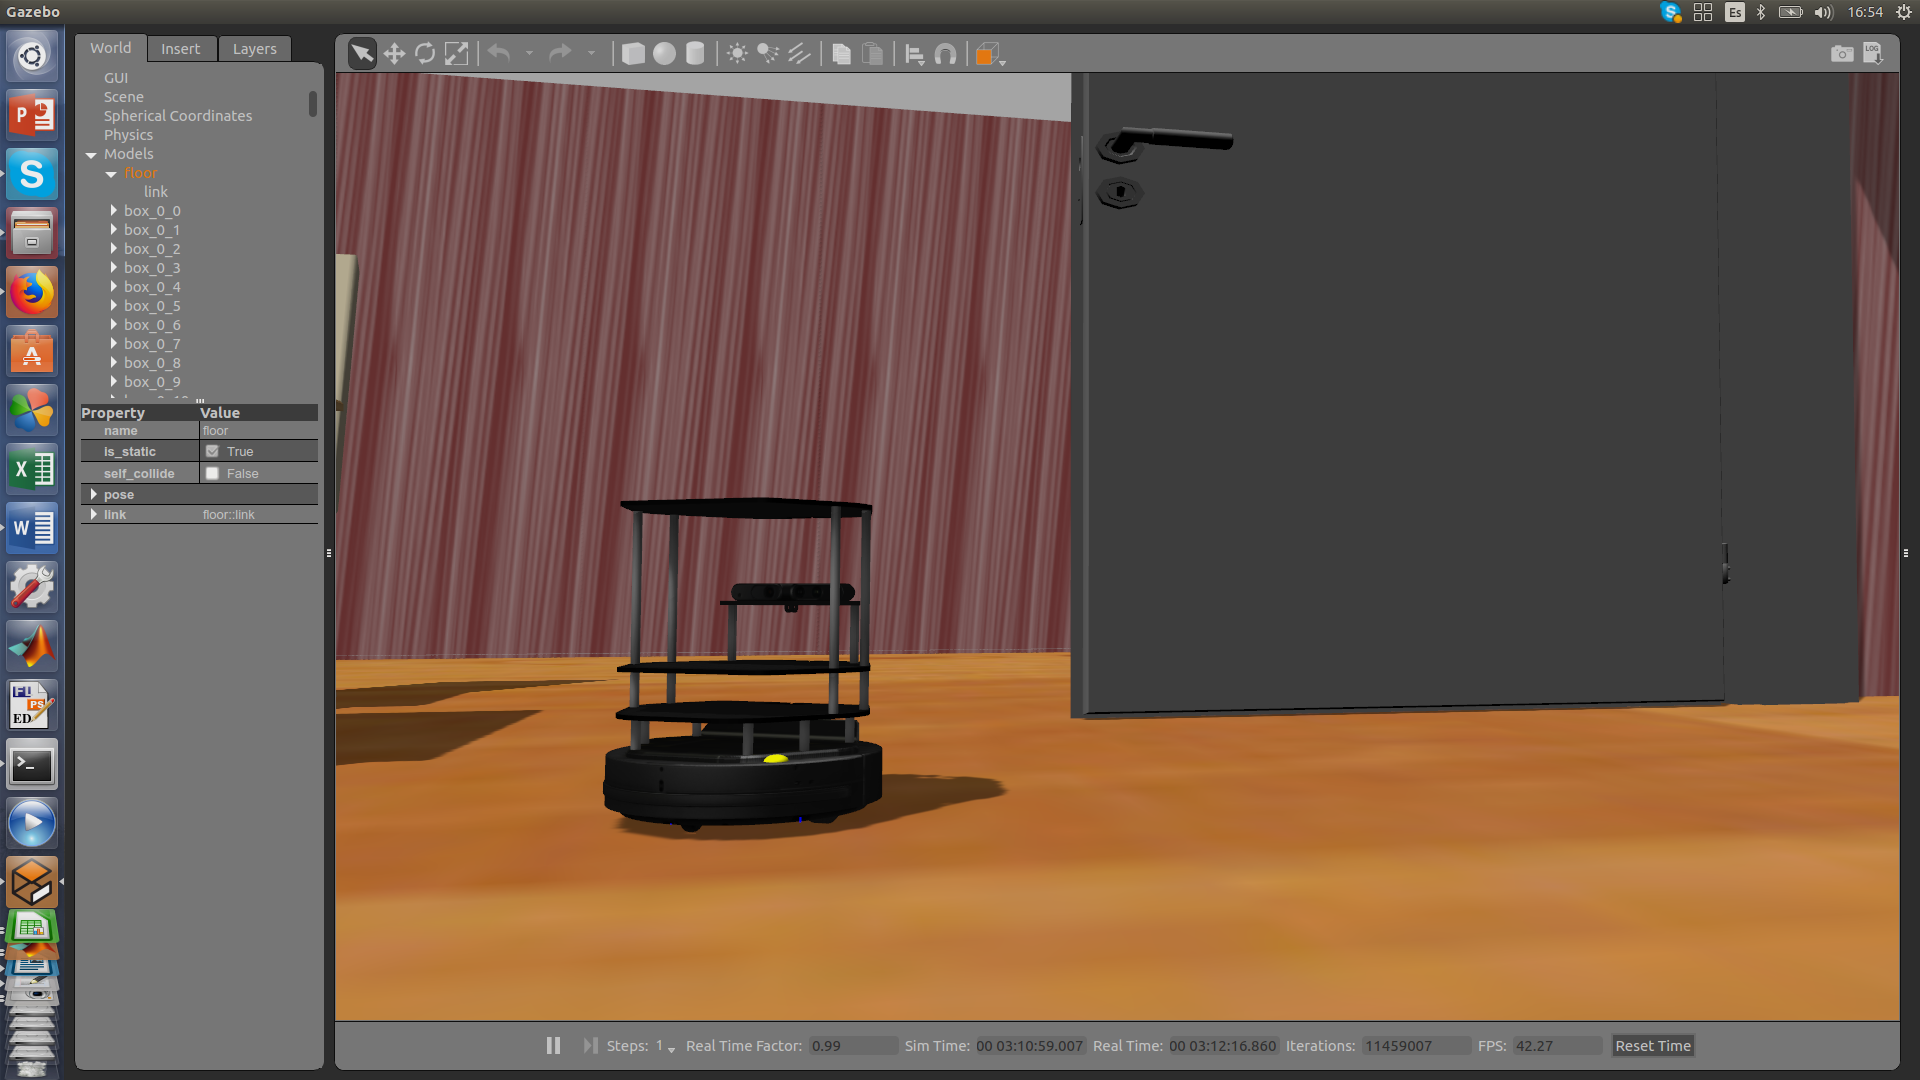 Gazebo
Es
16:54
World
Insert
Layers
LOG
GUI
Scene
Spherical Coordinates
Physics
Models
floor
link
box_0_0
box_0_1
box_0_2
box_0_3
box_0_4
box_0_5
box_0_6
box_0_7
box_0_8
box_0_9
Property Value
name floor
is_static True
self_collide False
pose
link floor::link
Steps: 1 Real Time Factor: 0.99 Sim Time: 00 03:10:59.007 Real Time: 00 03:12:16.860 Iterations: 11459007 FPS: 42.27 Reset Time